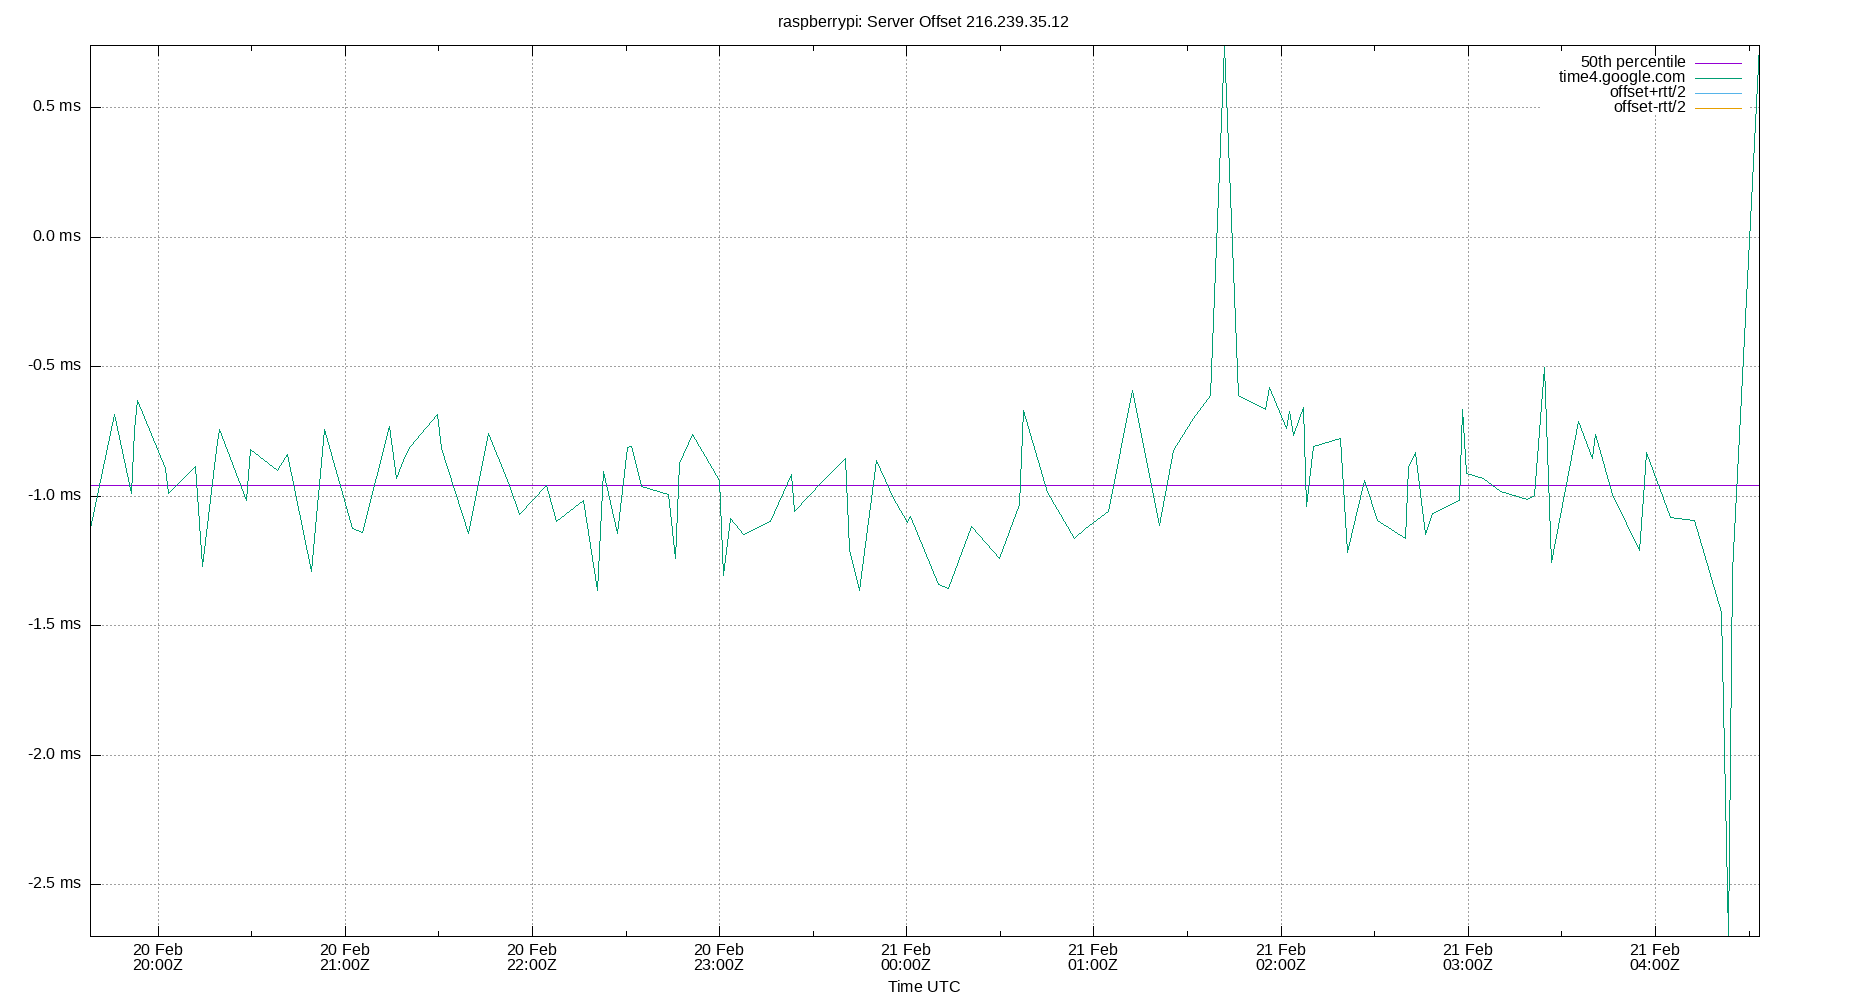 raspberrypi: Server Offset 216.239.35.12
50th percentile
time4.google.com
offset+rtt/2
offset-rtt/2
0.5 ms
0.0 ms
-0.5 ms
-1.0 ms
-1.5 ms
-2.0 ms
-2.5 ms
20 Feb 20 Feb 20 Feb 20 Feb 21 Feb 21 Feb 21 Feb 21 Feb 21 Feb
20:00Z 21:00Z 22:00Z 23:00Z 00:00Z 01:00Z 02:00Z 03:00Z 04:00Z
Time UTC